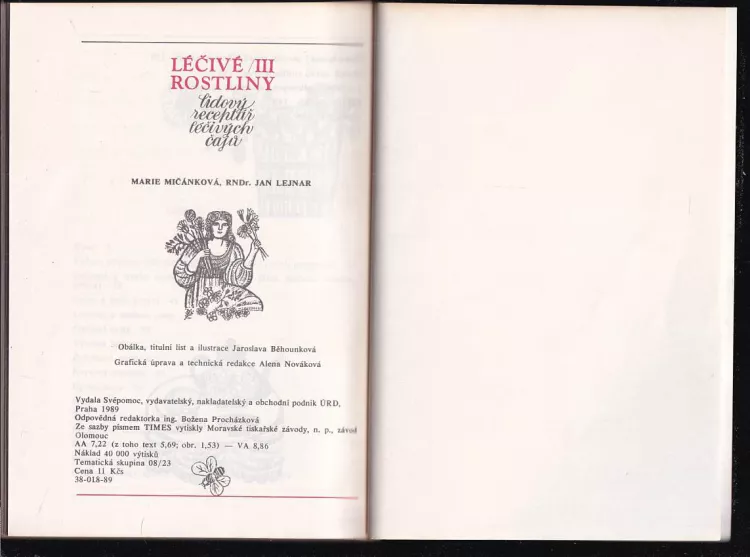 LÉČIVÉ/III
ROSTLINY
lidový
receptář
léčivých
čajů
MARIE MIČÁNKOVÁ, RNDr. JAN LEJNAR
Obálka, titulní list a ilustrace Jaroslava Běhounková
Grafická úprava a technická redakce Alena Nováková
Vydala Svépomoc, vydavatelský, nakladatelský a obchodní podnik ÚRD,
Praha 1989
Odpovědná redaktorka ing. Božena Procházková
Ze sazby písmem TIMES vytiskly Moravské tiskařské závody, n. p., závod
Olomouc
AA 7,22 (z toho text 5,69; obr. 1,53) — VA 8,86
Náklad 40 000 výtisků
Tematická skupina 08/23
Cena 11 Kčs
38-018-89